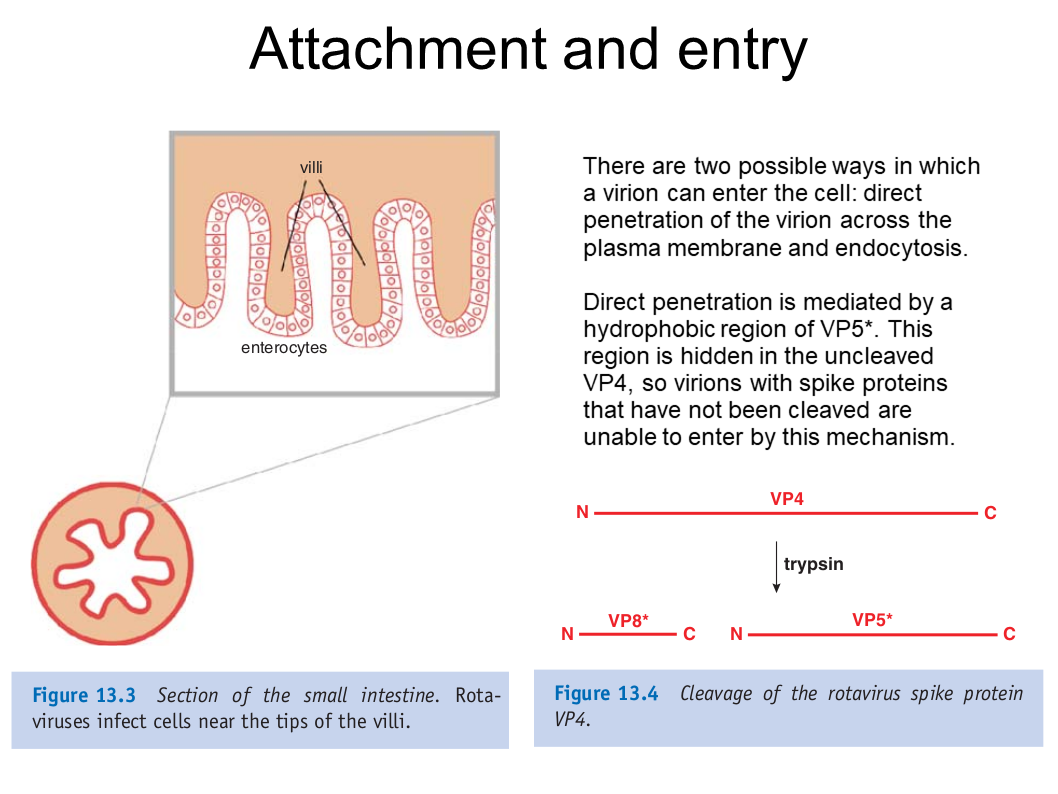 Attachment and entry
villi
enterocytes
Figure 13.3 Section of the small intestine. Rota-
viruses infect cells near the tips of the villi.
There are two possible ways in which
a virion can enter the cell: direct
penetration of the virion across the
plasma membrane and endocytosis.
Direct penetration is mediated by a
hydrophobic region of VP5*. This
region is hidden in the uncleaved
VP4, so virions with spike proteins
that have not been cleaved are
unable to enter by this mechanism.
VP4
N C
trypsin
VP8* VP5*
N C N C
Figure 13.4 Cleavage of the rotavirus spike protein
VP4.